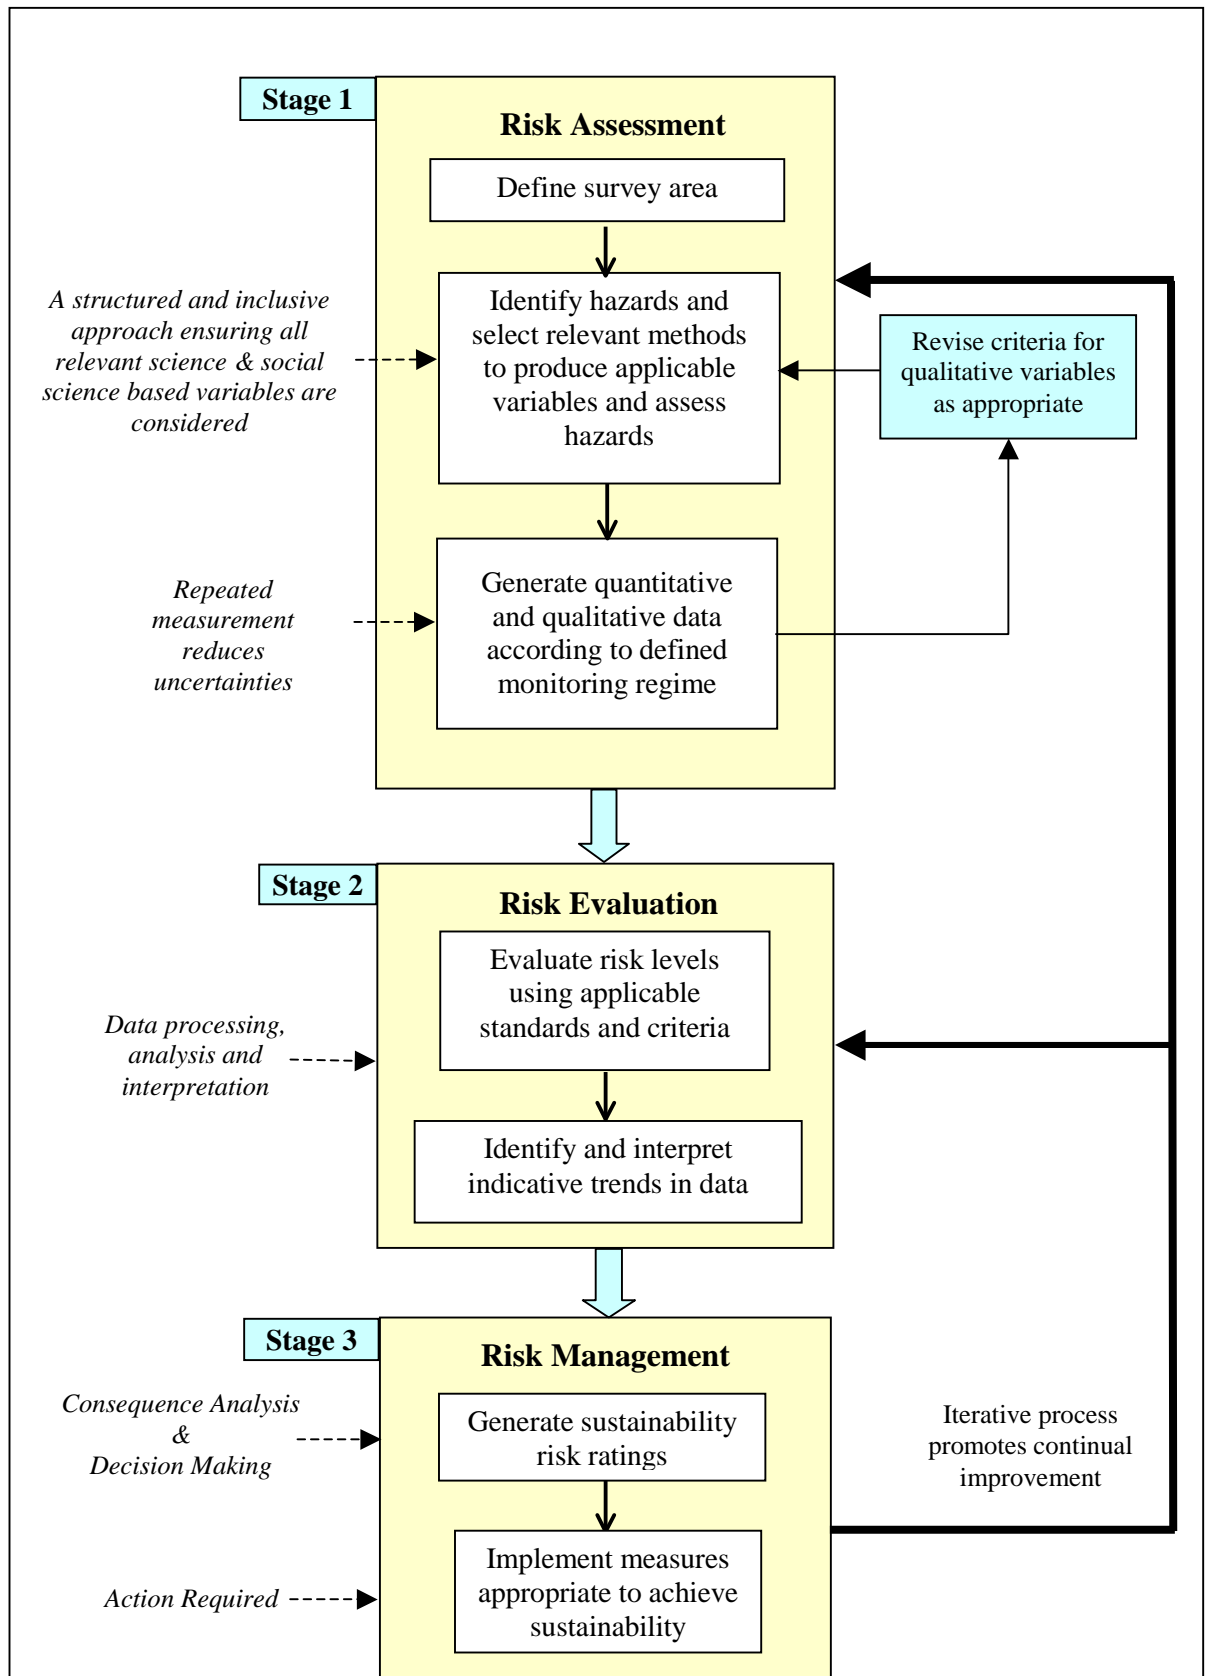 Stage 1
Risk Assessment
Define survey area
A structured and inclusive
approach ensuring all
relevant science & social
science based variables are
considered
Identify hazards and
select relevant methods
to produce applicable
variables and assess
hazards
Revise criteria for
qualitative variables
as appropriate
Repeated
measurement
reduces
uncertainties
Generate quantitative
and qualitative data
according to defined
monitoring regime
Stage 2
Risk Evaluation
Evaluate risk levels
using applicable
standards and criteria
Data processing,
analysis and
interpretation
Identify and interpret
indicative trends in data
Stage 3
Risk Management
Consequence Analysis
&
Decision Making
Generate sustainability
risk ratings
Iterative process
promotes continual
improvement
Action Required
Implement measures
appropriate to achieve
sustainability